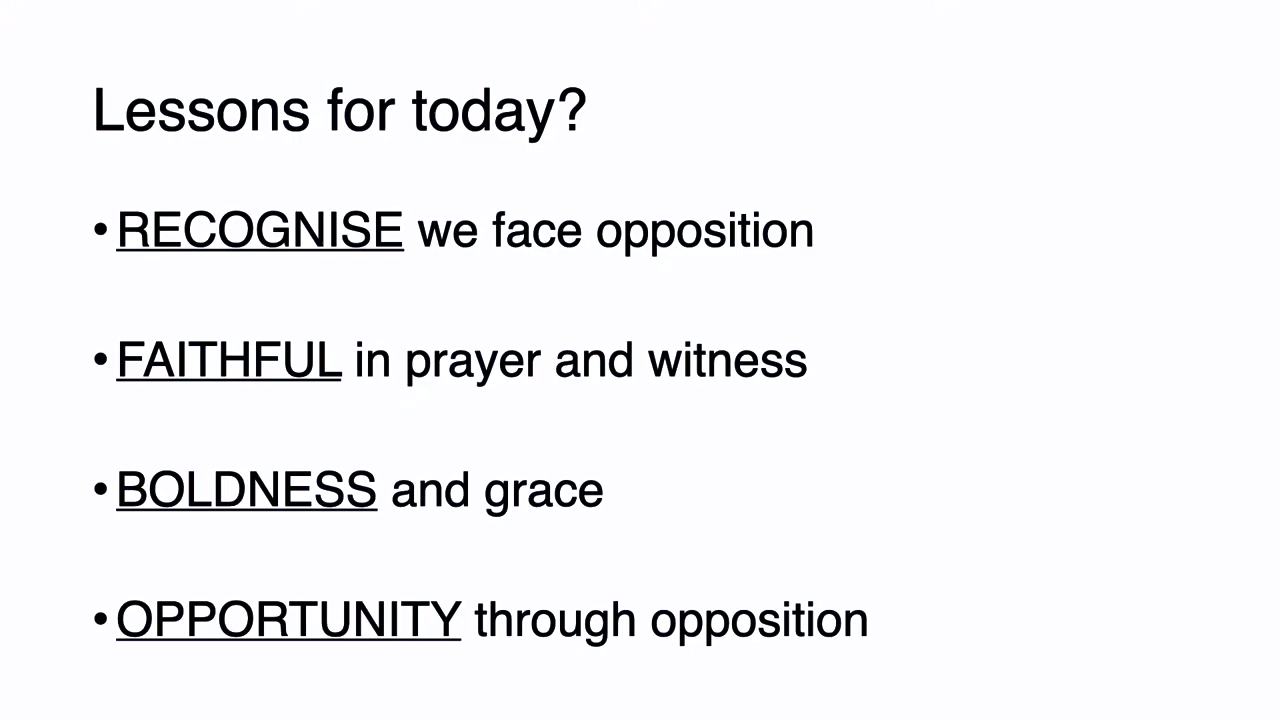 Lessons for today?
• RECOGNISE we face opposition
• FAITHFUL in prayer and witness
• BOLDNESS and grace
• OPPORTUNITY through opposition